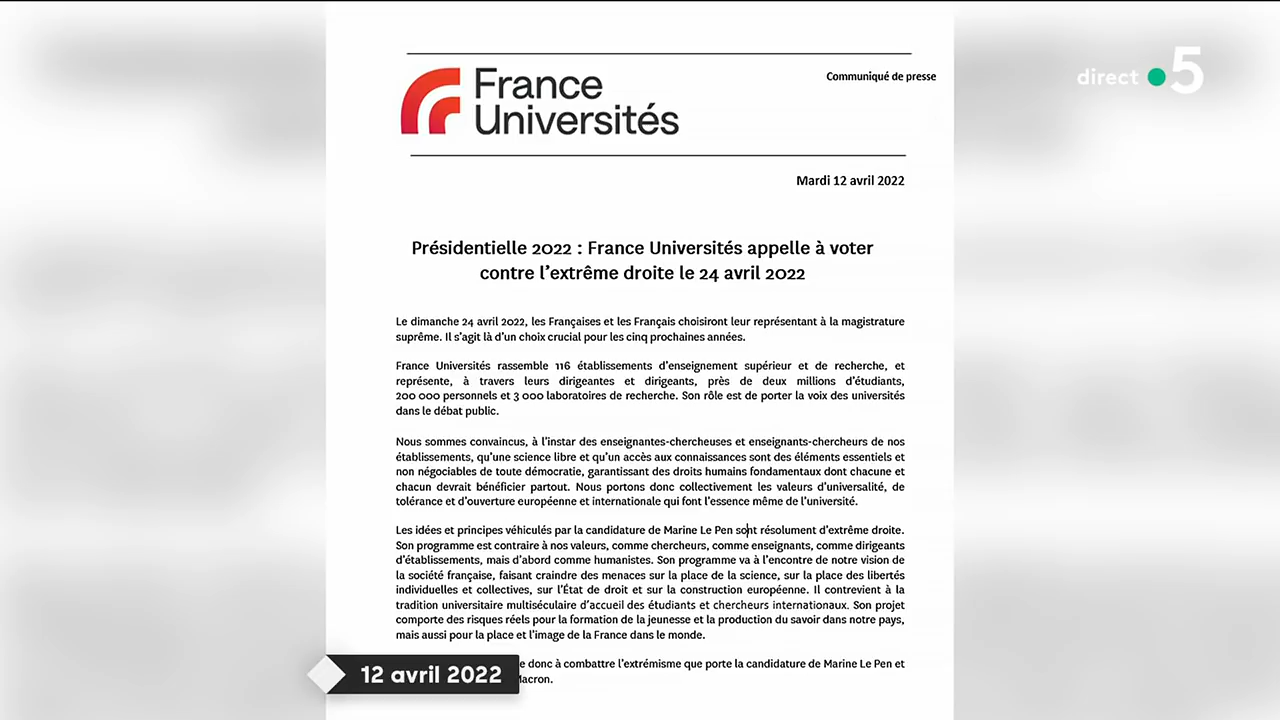 France
Universités
Communiqué de presse
direct 5
Mardi 12 avril 2022
Présidentielle 2022 : France Universités appelle à voter
contre l'extrême droite le 24 avril 2022
Le dimanche 24 avril 2022, les Françaises et les Français choisiront leur représentant à la magistrature
suprême. Il s'agit là d'un choix crucial pour les cinq prochaines années.
France Universités rassemble 116 établissements d'enseignement supérieur et de recherche, et
représente, à travers leurs dirigeantes et dirigeants, près de deux millions d'étudiants,
200 000 personnels et 3 000 laboratoires de recherche. Son rôle est de porter la voix des universités
dans le débat public.
Nous sommes convaincus, à l'instar des enseignantes-chercheuses et enseignants-chercheurs de nos
établissements, qu'une science libre et qu'un accès aux connaissances sont des éléments essentiels et
non négociables de toute démocratie, garantissant des droits humains fondamentaux dont chacune et
chacun devrait bénéficier partout. Nous portons donc collectivement les valeurs d'universalité, de
tolérance et d'ouverture européenne et internationale qui font l'essence même de l'université.
Les idées et principes véhiculés par la candidature de Marine Le Pen sont résolument d'extrême droite.
Son programme est contraire à nos valeurs, comme chercheurs, comme enseignants, comme dirigeants
d'établissements, mais d'abord comme humanistes. Son programme va à l'encontre de notre vision de
la société française, faisant craindre des menaces sur la place de la science, sur la place des libertés
individuelles et collectives, sur l'État de droit et sur la construction européenne. Il contrevient à la
tradition universitaire multiséculaire d'accueil des étudiants et chercheurs internationaux. Son projet
comporte des risques réels pour la formation de la jeunesse et la production du savoir dans notre pays,
mais aussi pour la place et l'image de la France dans le monde.
e donc à combattre l'extrémisme que porte la candidature de Marine Le Pen et
Macron.
12 avril 2022